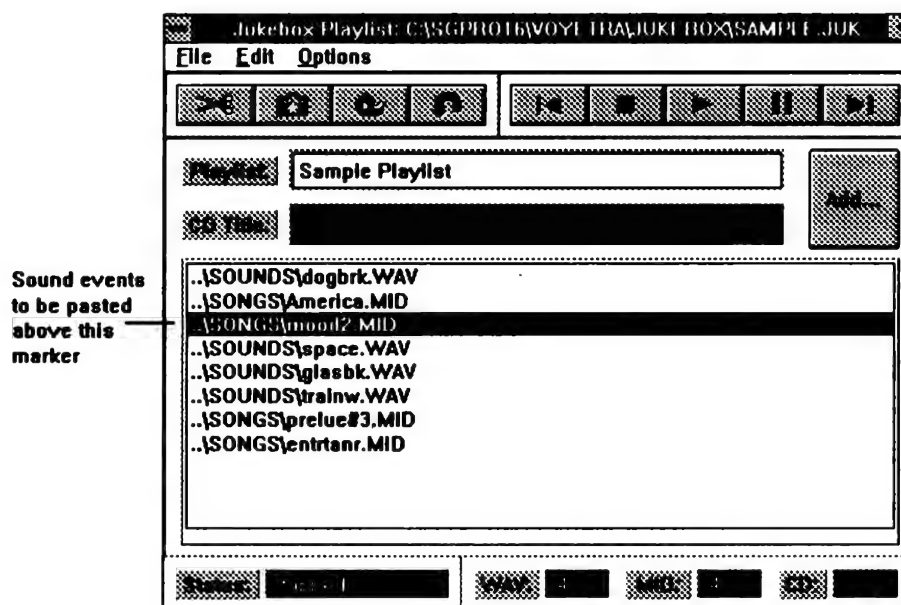 Jukebox Playlist: C:\SGPRO16\VOYETRA\JUKEBOX\SAMPLE.JUK
File Edit Options
Playlist: Sample Playlist
Add...
CD Title:
Sound events
to be pasted
above this
marker
..\SOUNDS\dogbrk.WAV
..\SONGS\America.MID
..\SONGS\mood2.MID
..\SOUNDS\space.WAV
..\SOUNDS\glasbk.WAV
..\SOUNDS\trainw.WAV
..\SONGS\prelue#3.MID
..\SONGS\entrtanr.MID
Status:
WAV: MID: CD: